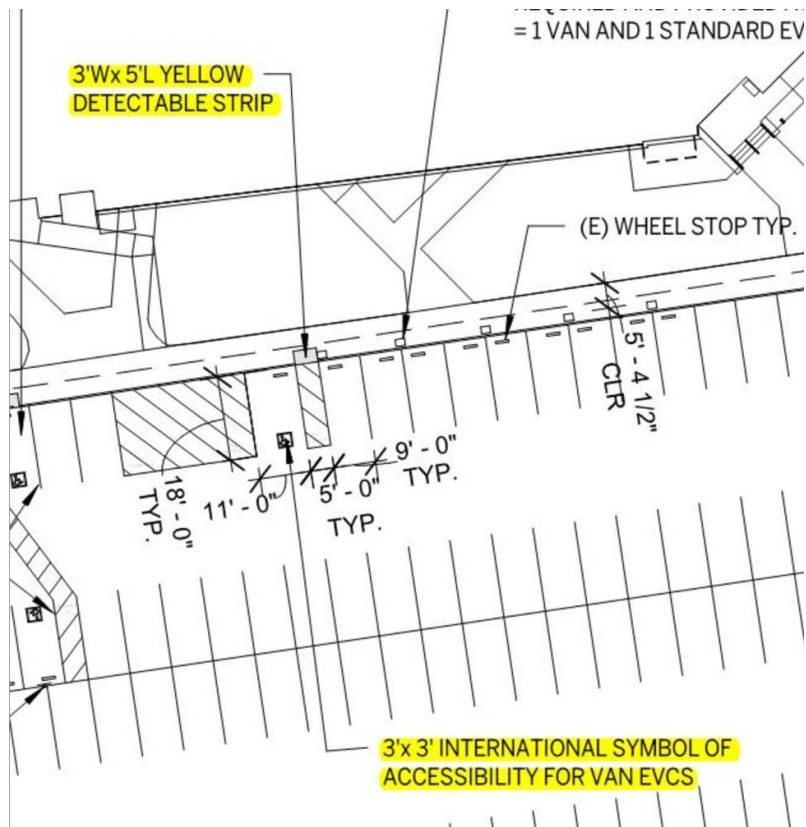 = 1 VAN AND 1 STANDARD EV
3'Wx 5'L YELLOW
DETECTABLE STRIP
(E) WHEEL STOP TYP.
5' - 4 1/2"
CLR
18' - 0"
TYP.
11' - 0"
5' - 0"
TYP.
9' - 0"
TYP.
3'x 3' INTERNATIONAL SYMBOL OF
ACCESSIBILITY FOR VAN EVCS